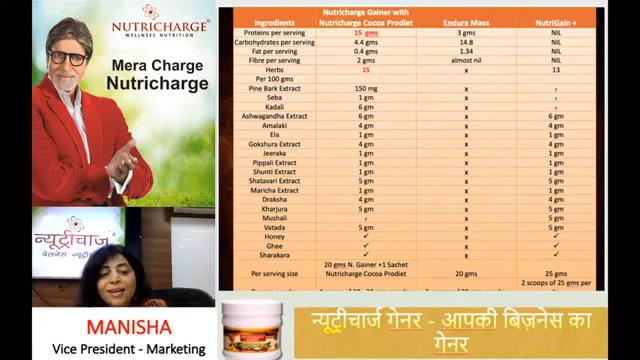 NUTRICHARGE
WELLNESS NUTRITION
Mera Charge
Nutricharge
न्यूट्रीचार्ज
वेलनेस न्यूट्री
MANISHA
Vice President - Marketing
Ingredients | Nutricharge Gainer with Nutricharge Cocoa Prodiet | Endura Mass | NutriGain +
Proteins per serving 15 gms 3 gms NIL
Carbohydrates per serving 4.4 gms 14.8 NIL
Fat per serving 0.4 gms 1.34 NIL
Fibre per serving 2 gms almost nil NIL
Herbs 15 x 13
Per 100 gms
Pine Bark Extract 150 mg x r
Seba 1 gm x r
Kadali 6 gm x r
Ashwagandha Extract 6 gm x 6 gm
Amalaki 4 gm x 4 gm
Ela 1 gm x 1 gm
Gokshura Extract 4 gm x 4 gm
Jeeraka 1 gm x 1 gm
Pippali Extract 1 gm x 1 gm
Shunti Extract 1 gm x 1 gm
Shatavari Extract 5 gm x 5 gm
Maricha Extract 1 gm x 1 gm
Draksha 4 gm x 4 gm
Kharjura 5 gm x 5 gm
Mushali r x 5 gm
Vatada 5 gm x 5 gm
Honey ✓ x ✓
Ghee ✓ x ✓
Sharakara ✓ x ✓
Per serving size 20 gms N. Gainer +1 Sachet Nutricharge Cocoa Prodiet 20 gms 25 gms
2 scoops of 25 gms per
न्यूट्रीचार्ज गेनर - आपकी बिज़नेस का
गेनर